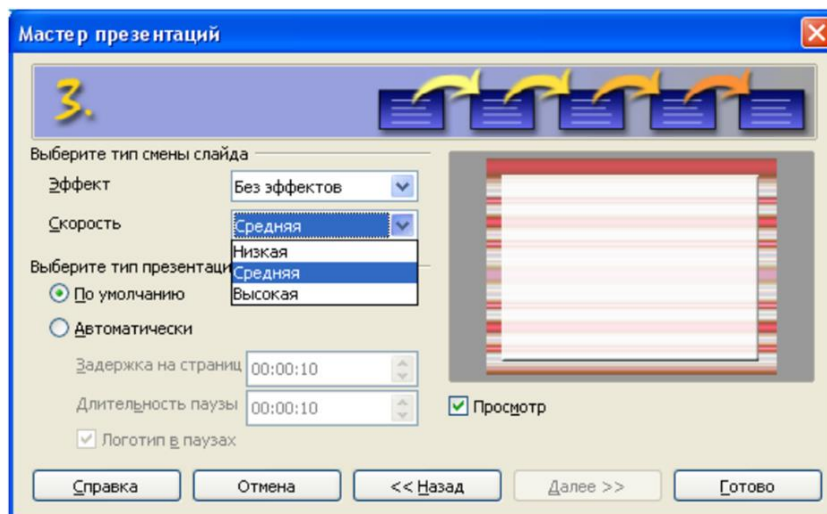 Мастер презентаций
3.
Выберите тип смены слайда
Эффект
Без эффектов
Скорость
Средняя
Низкая
Средняя
Высокая
Выберите тип презентаци
По умолчанию
Автоматически
Задержка на страниц 00:00:10
Длительность паузы 00:00:10
Логотип в паузах
Просмотр
Справка Отмена << Назад Далее >> Готово